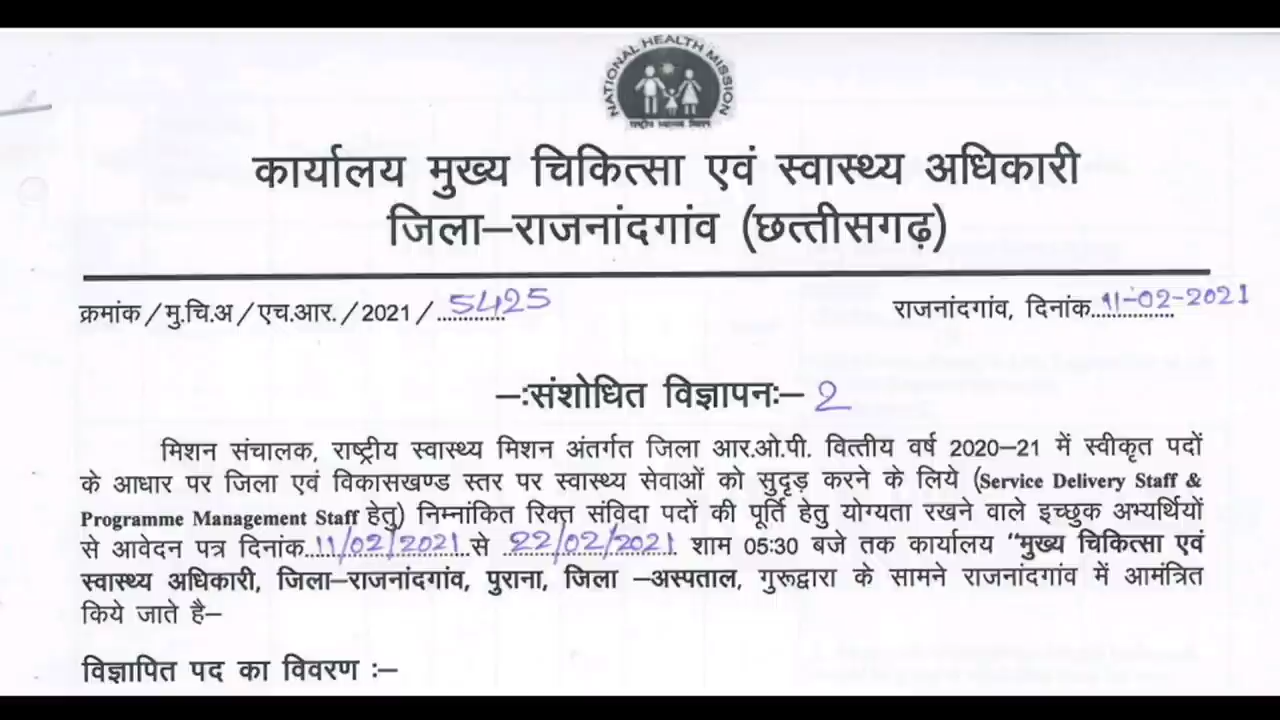 NATIONAL HEALTH MISSION
कार्यालय मुख्य चिकित्सा एवं स्वास्थ्य अधिकारी
जिला–राजनांदगांव (छत्तीसगढ़)
क्रमांक/मु.चि.अ/एच.आर./2021/..5425
राजनांदगांव, दिनांक..11-02-2021
–:संशोधित विज्ञापन:– 2
मिशन संचालक, राष्ट्रीय स्वास्थ्य मिशन अंतर्गत जिला आर.ओ.पी. वित्तीय वर्ष 2020–21 में स्वीकृत पदों
के आधार पर जिला एवं विकासखण्ड स्तर पर स्वास्थ्य सेवाओं को सुदृड़ करने के लिये (Service Delivery Staff &
Programme Management Staff हेतु) निम्नांकित रिक्त संविदा पदों की पूर्ति हेतु योग्यता रखने वाले इच्छुक अभ्यर्थियों
से आवेदन पत्र दिनांक..11/02/2021..से ..22/02/2021.. शाम 05:30 बजे तक कार्यालय "मुख्य चिकित्सा एवं
स्वास्थ्य अधिकारी, जिला–राजनांदगांव, पुराना, जिला –अस्पताल, गुरूद्वारा के सामने राजनांदगांव में आमंत्रित
किये जाते है–
विज्ञापित पद का विवरण :–